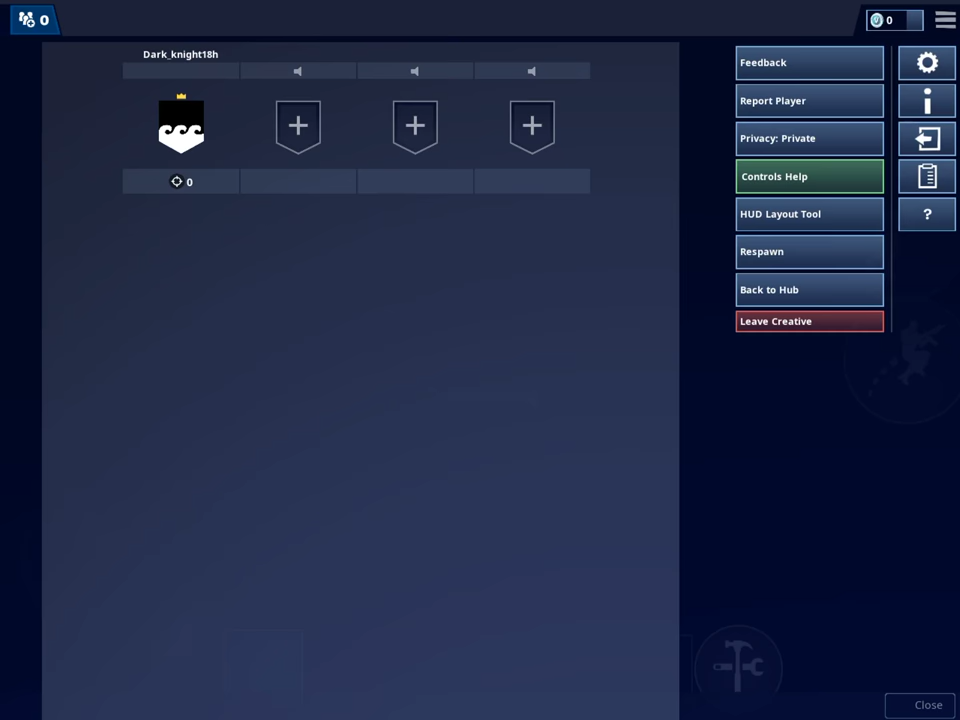 0
0
Dark_knight18h
0
Feedback
Report Player
Privacy: Private
Controls Help
HUD Layout Tool
?
Respawn
Back to Hub
Leave Creative
Close